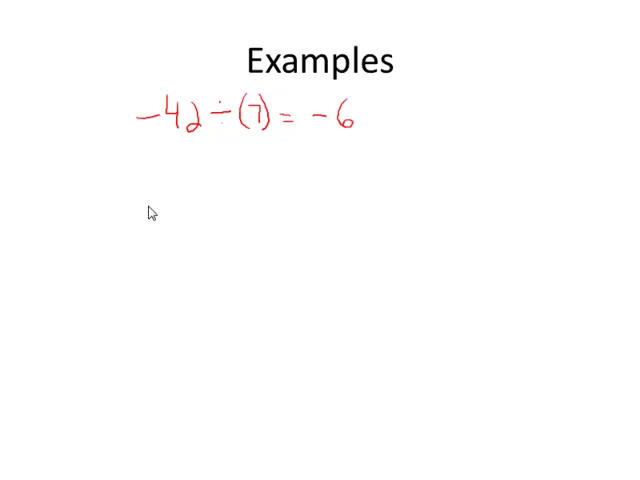 Examples
-42 ÷ (7) = -6